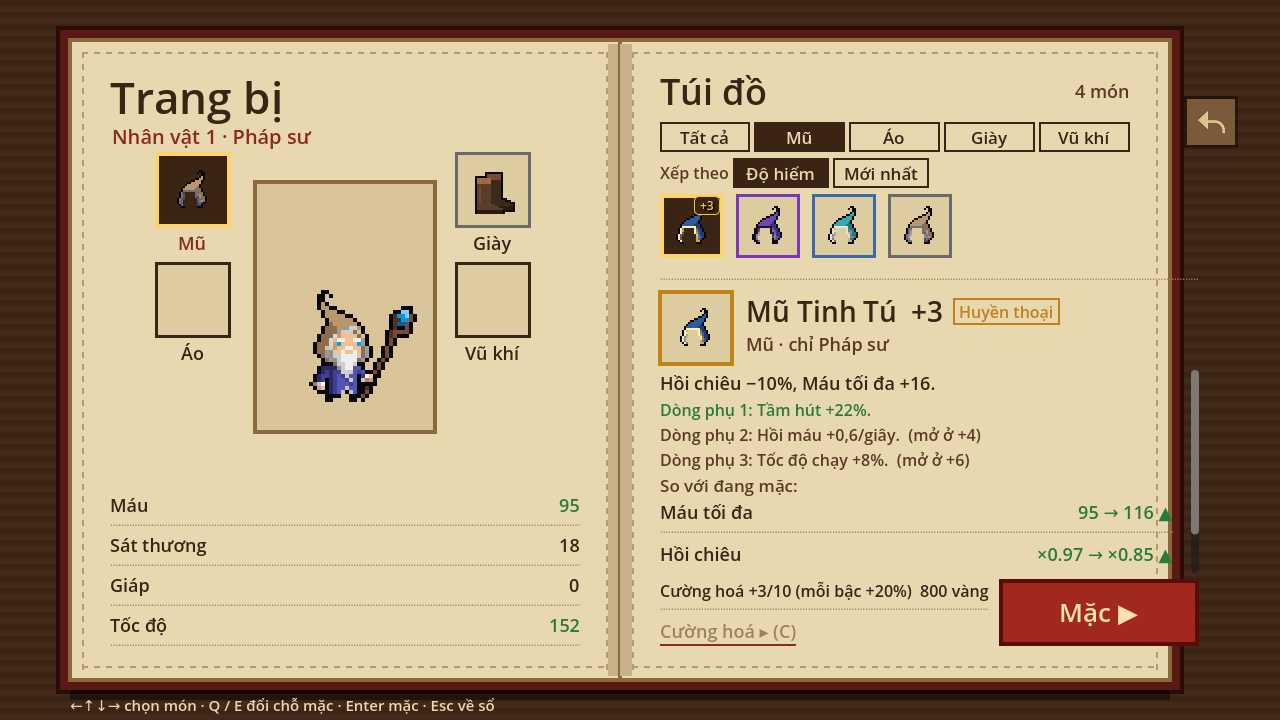 Trang bị
Nhân vật 1 · Pháp sư
Mũ
Giày
Áo
Vũ khí
Máu 95
Sát thương 18
Giáp 0
Tốc độ 152
Túi đồ 4 món
Tất cả Mũ Áo Giày Vũ khí
Xếp theo Độ hiếm Mới nhất
+3
Mũ Tinh Tú +3 Huyền thoại
Mũ · chỉ Pháp sư
Hồi chiêu −10%, Máu tối đa +16.
Dòng phụ 1: Tầm hút +22%.
Dòng phụ 2: Hồi máu +0,6/giây. (mở ở +4)
Dòng phụ 3: Tốc độ chạy +8%. (mở ở +6)
So với đang mặc:
Máu tối đa 95 → 116 ▲
Hồi chiêu ×0.97 → ×0.85 ▲
Cường hoá +3/10 (mỗi bậc +20%) 800 vàng
Cường hoá ▸ (C)
Mặc ▶
←↑↓→ chọn món · Q / E đổi chỗ mặc · Enter mặc · Esc về sổ